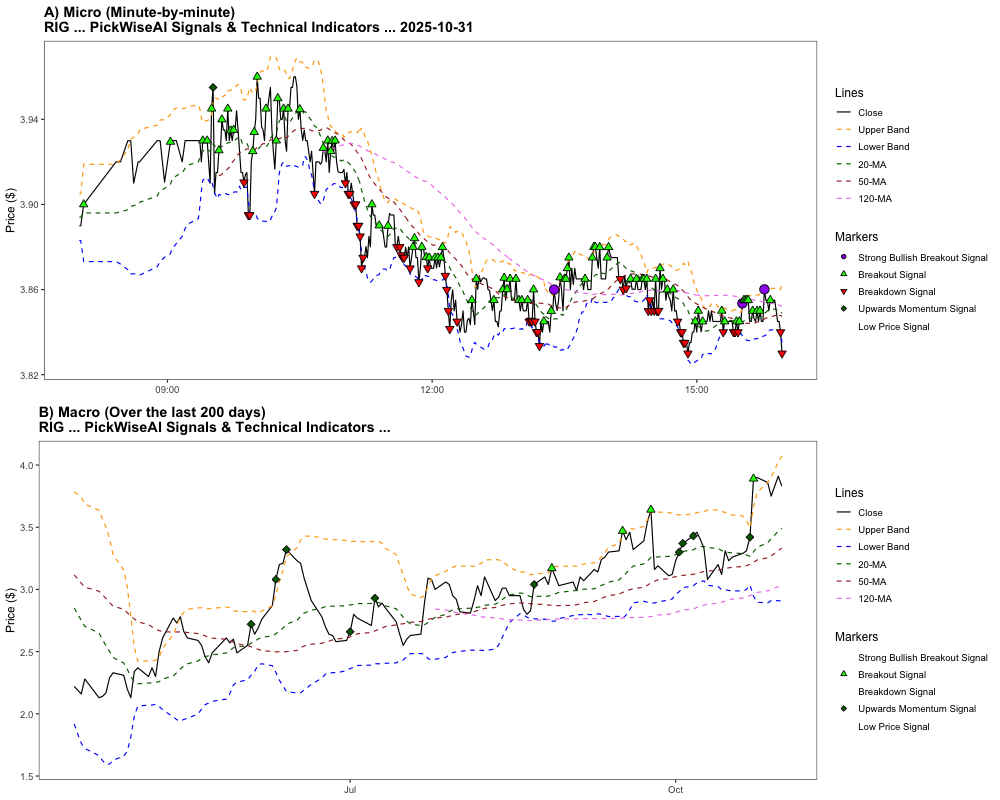 A) Micro (Minute-by-minute)
RIG ... PickWiseAI Signals & Technical Indicators ... 2025-10-31
Price ($)
3.94
3.90
3.86
3.82
09:00
12:00
15:00
Lines
Close
Upper Band
Lower Band
20-MA
50-MA
120-MA
Markers
Strong Bullish Breakout Signal
Breakout Signal
Breakdown Signal
Upwards Momentum Signal
Low Price Signal
B) Macro (Over the last 200 days)
RIG ... PickWiseAI Signals & Technical Indicators ...
Price ($)
4.0
3.5
3.0
2.5
2.0
1.5
Jul
Oct
Lines
Close
Upper Band
Lower Band
20-MA
50-MA
120-MA
Markers
Strong Bullish Breakout Signal
Breakout Signal
Breakdown Signal
Upwards Momentum Signal
Low Price Signal